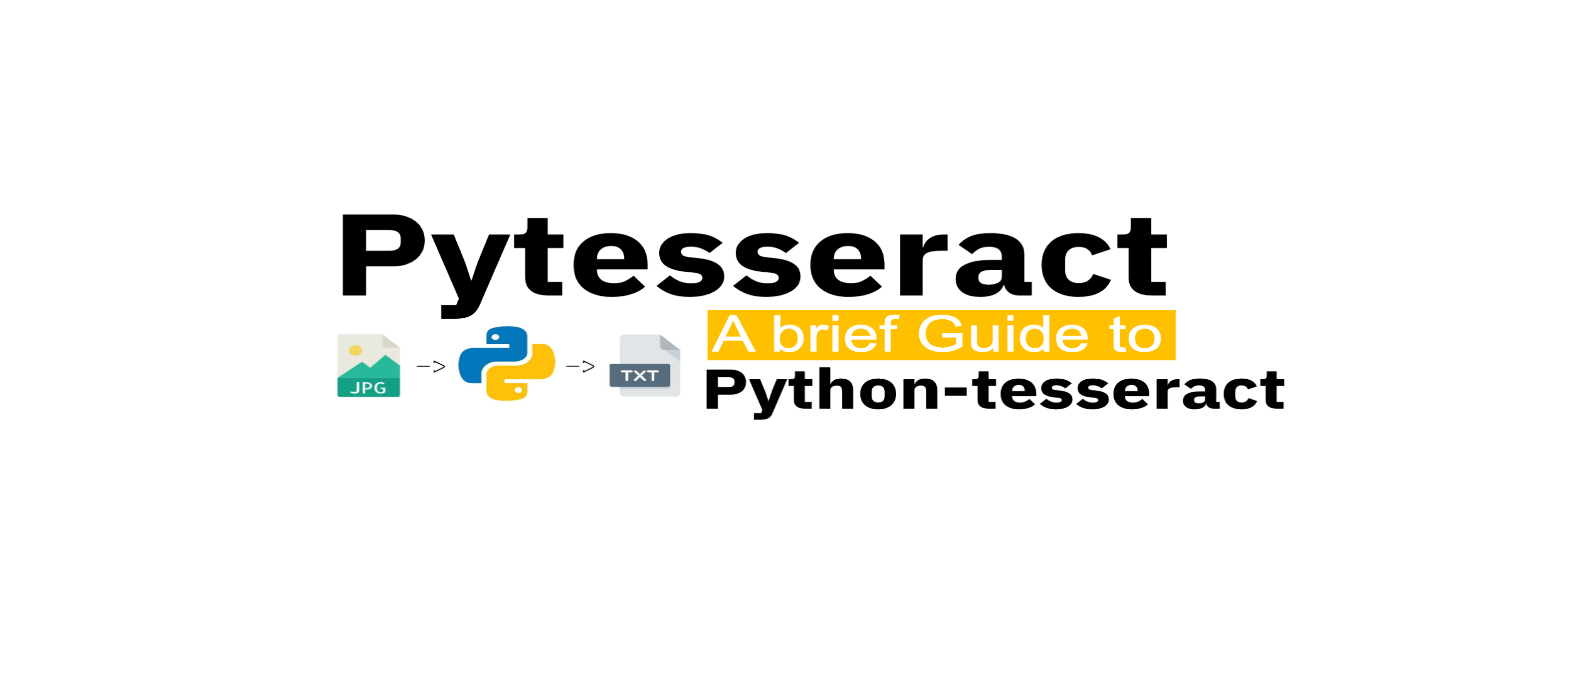 Pytesseract
A brief Guide to
JPG –> –> TXT
Python-tesseract